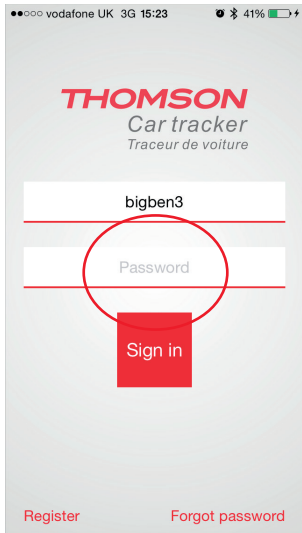 vodafone UK 3G 15:23 41%
THOMSON
Car tracker
Traceur de voiture
bigben3
Password
Sign in
Register Forgot password